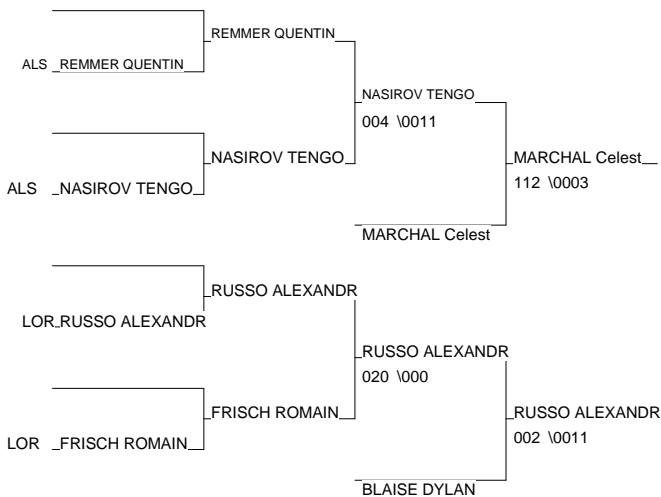 REMMER QUENTIN
ALS REMMER QUENTIN
NASIROV TENGO
004 \0011
NASIROV TENGO
MARCHAL Celest
112 \0003
ALS NASIROV TENGO
MARCHAL Celest
RUSSO ALEXANDR
LOR RUSSO ALEXANDR
RUSSO ALEXANDR
020 \000
FRISCH ROMAIN
RUSSO ALEXANDR
002 \0011
LOR FRISCH ROMAIN
BLAISE DYLAN